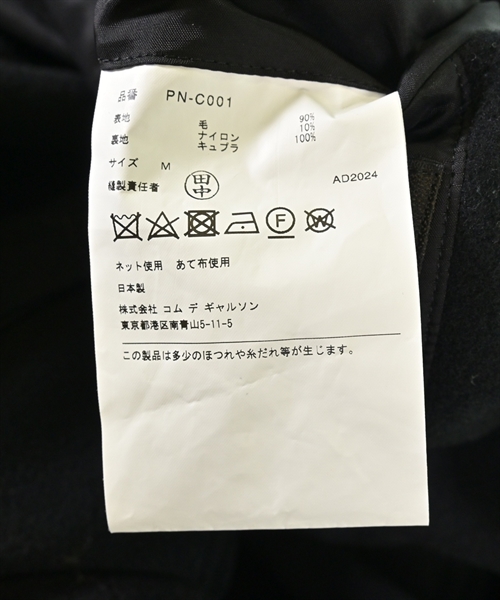 品番 PN-C001
表地 毛 90%
ナイロン 10%
裏地 キュプラ 100%
サイズ M
縫製責任者 田中 AD2024
F W
ネット使用 あて布使用
日本製
株式会社 コム デ ギャルソン
東京都港区南青山5-11-5
この製品は多少のほつれや糸だれ等が生じます。